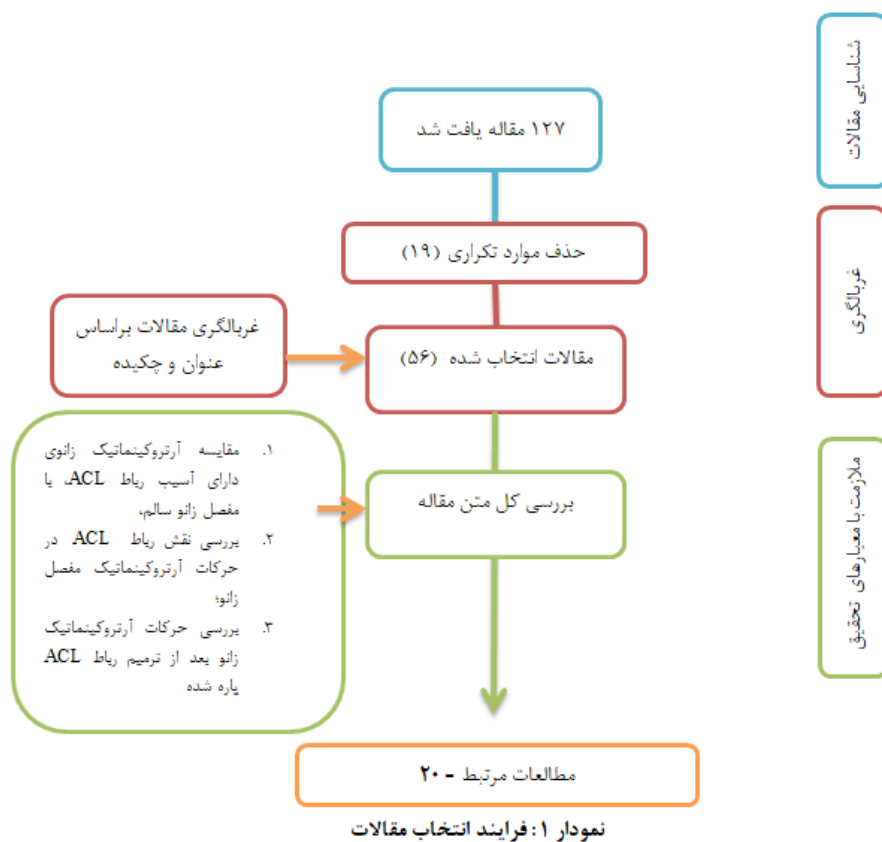 شناسایی مقالات
۱۲۷ مقاله یافت شد
غربالگری
حذف موارد تکراری (۱۹)
غربالگری مقالات براساس
عنوان و چکیده
مقالات انتخاب شده (۵۶)
ملازمت با معیارهای تحقیق
بررسی کل متن مقاله
۱. مقایسه آرتروکینماتیک زانوی
دارای آسیب رباط ACL، با
مفصل زانو سالم،
۲. بررسی نقش رباط ACL در
حرکات آرتروکینماتیک مفصل
زانو؛
۳. بررسی حرکات آرتروکینماتیک
زانو بعد از ترمیم رباط ACL
پاره شده
مطالعات مرتبط - ۲۰
نمودار ۱: فرایند انتخاب مقالات